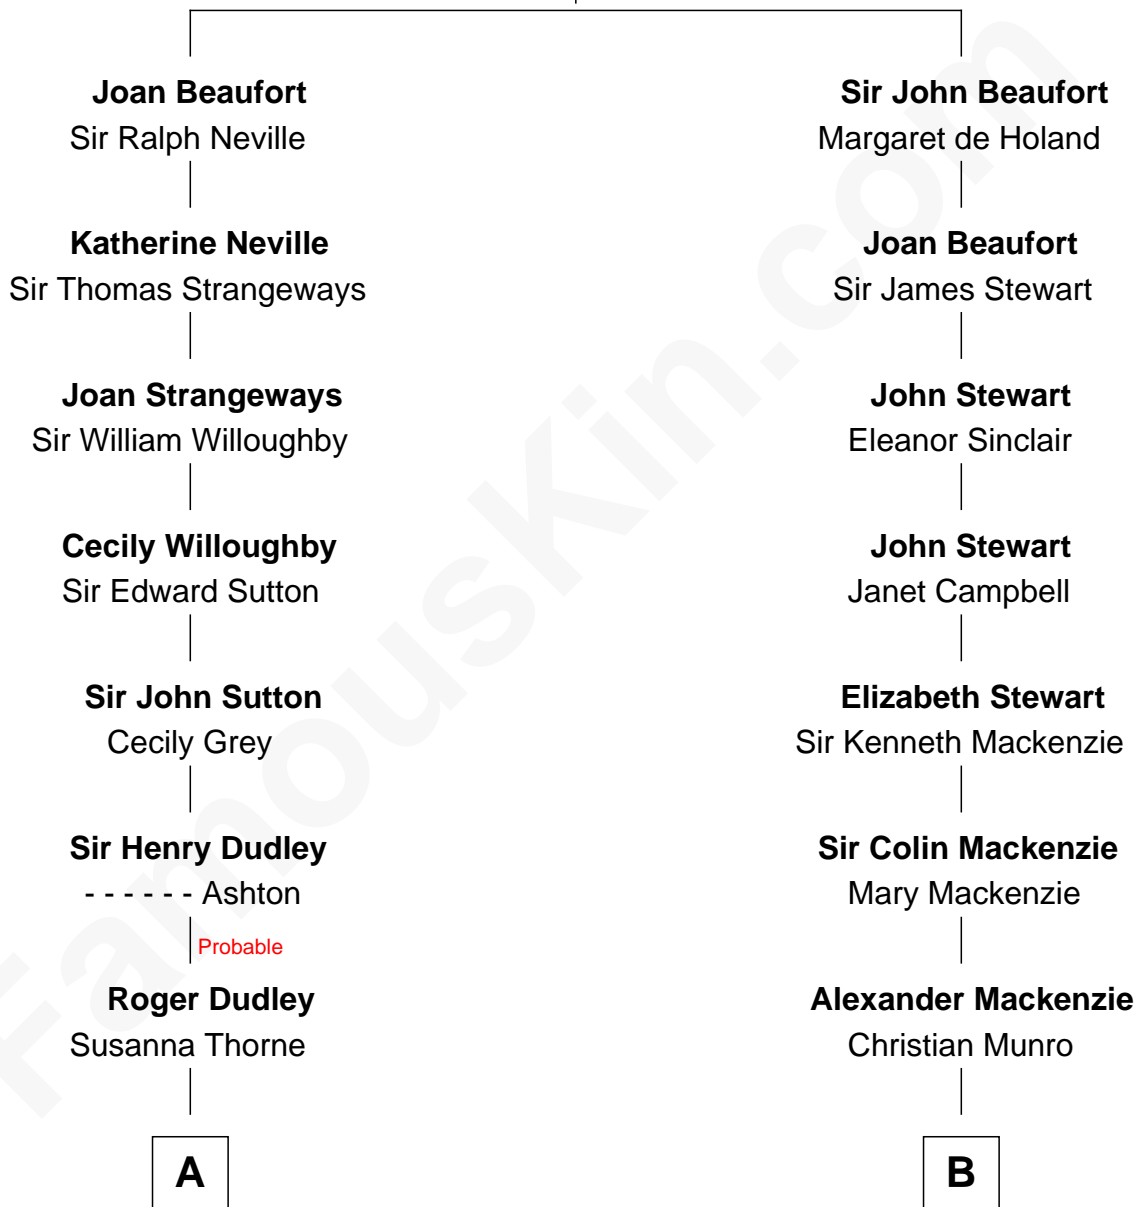 Joan Beaufort
Sir Ralph Neville
Katherine Neville
Sir Thomas Strangeways
Joan Strangeways
Sir William Willoughby
Cecily Willoughby
Sir Edward Sutton
Sir John Sutton
Cecily Grey
Sir Henry Dudley
- - - - - - Ashton
Probable
Roger Dudley
Susanna Thorne
A
Sir John Beaufort
Margaret de Holand
Joan Beaufort
Sir James Stewart
John Stewart
Eleanor Sinclair
John Stewart
Janet Campbell
Elizabeth Stewart
Sir Kenneth Mackenzie
Sir Colin Mackenzie
Mary Mackenzie
Alexander Mackenzie
Christian Munro
B
FamousKin.com